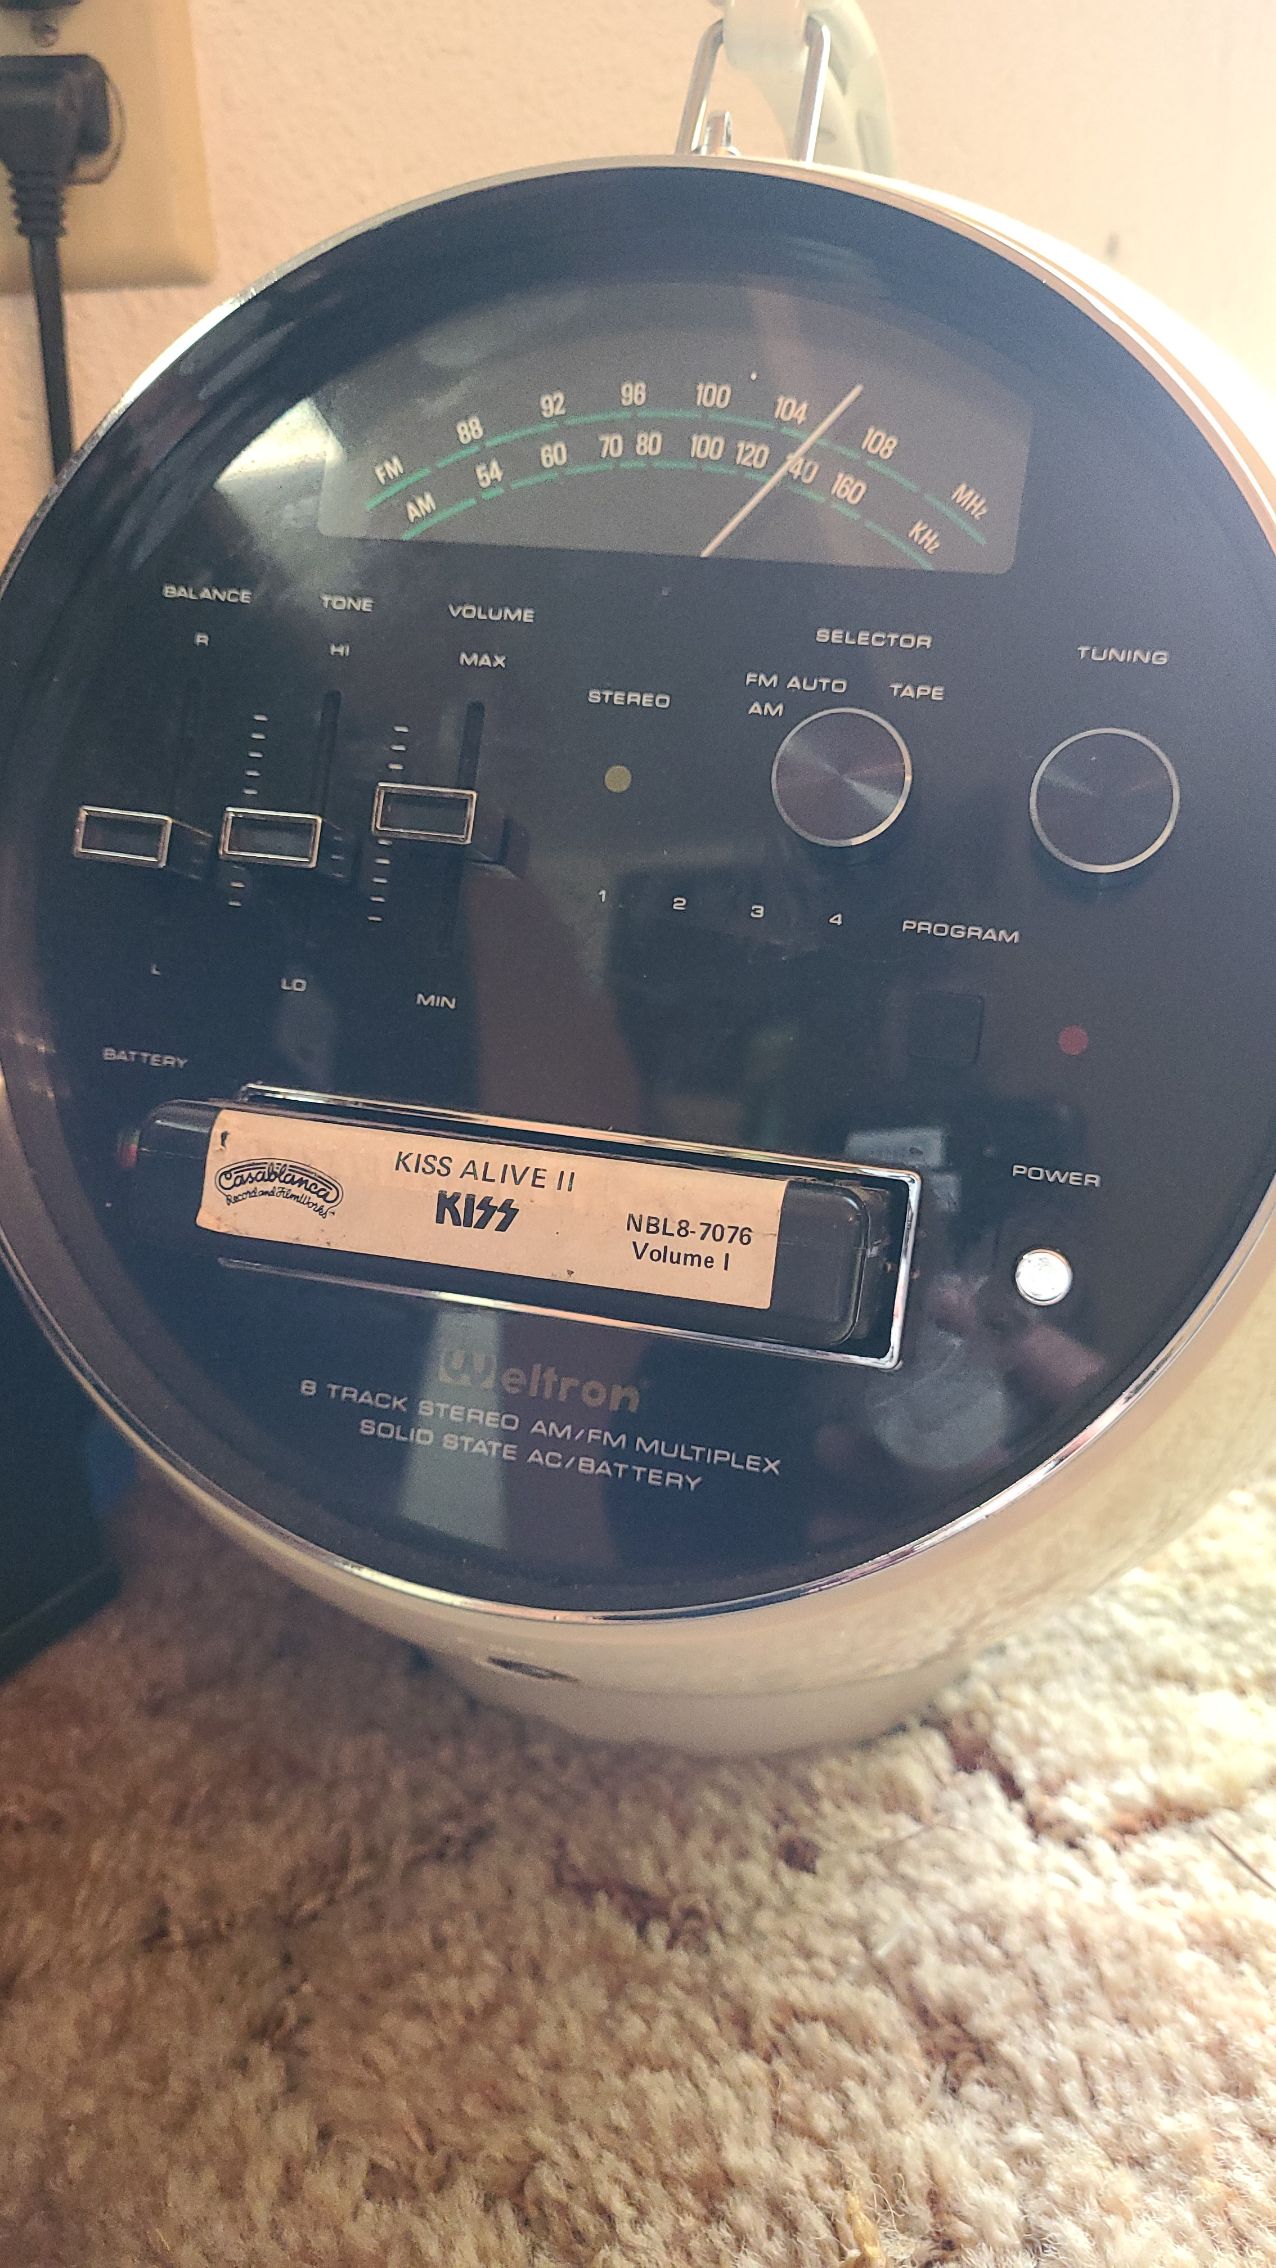 88 92 96 100 104 108
FM MHz
54 60 70 80 100 120 140 160
AM KHz
BALANCE TONE VOLUME
R HI MAX
STEREO
SELECTOR TUNING
FM AUTO TAPE
AM
1 2 3 4 PROGRAM
L LO MIN
BATTERY
POWER
Casablanca
Record and FilmWorks
KISS ALIVE II
KISS
NBL8-7076
Volume I
Weltron
8 TRACK STEREO AM/FM MULTIPLEX
SOLID STATE AC/BATTERY